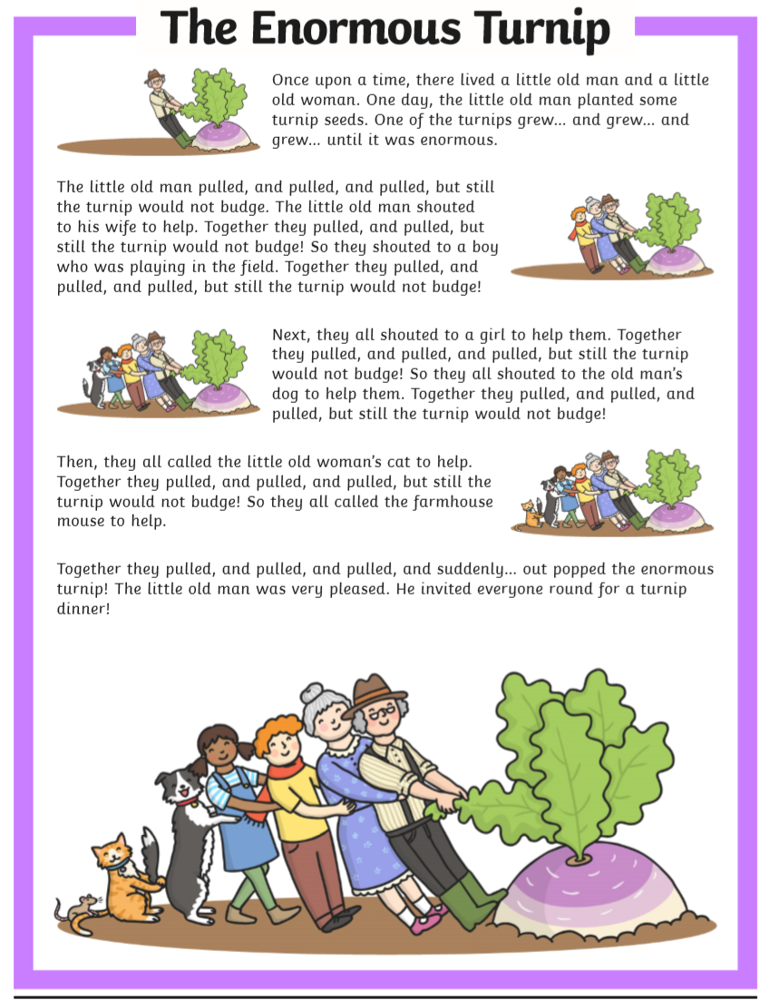 The Enormous Turnip
Once upon a time, there lived a little old man and a little
old woman. One day, the little old man planted some
turnip seeds. One of the turnips grew... and grew... and
grew... until it was enormous.
The little old man pulled, and pulled, and pulled, but still
the turnip would not budge. The little old man shouted
to his wife to help. Together they pulled, and pulled, but
still the turnip would not budge! So they shouted to a boy
who was playing in the field. Together they pulled, and
pulled, and pulled, but still the turnip would not budge!
Next, they all shouted to a girl to help them. Together
they pulled, and pulled, and pulled, but still the turnip
would not budge! So they all shouted to the old man's
dog to help them. Together they pulled, and pulled, and
pulled, but still the turnip would not budge!
Then, they all called the little old woman's cat to help.
Together they pulled, and pulled, and pulled, but still the
turnip would not budge! So they all called the farmhouse
mouse to help.
Together they pulled, and pulled, and pulled, and suddenly... out popped the enormous
turnip! The little old man was very pleased. He invited everyone round for a turnip
dinner!